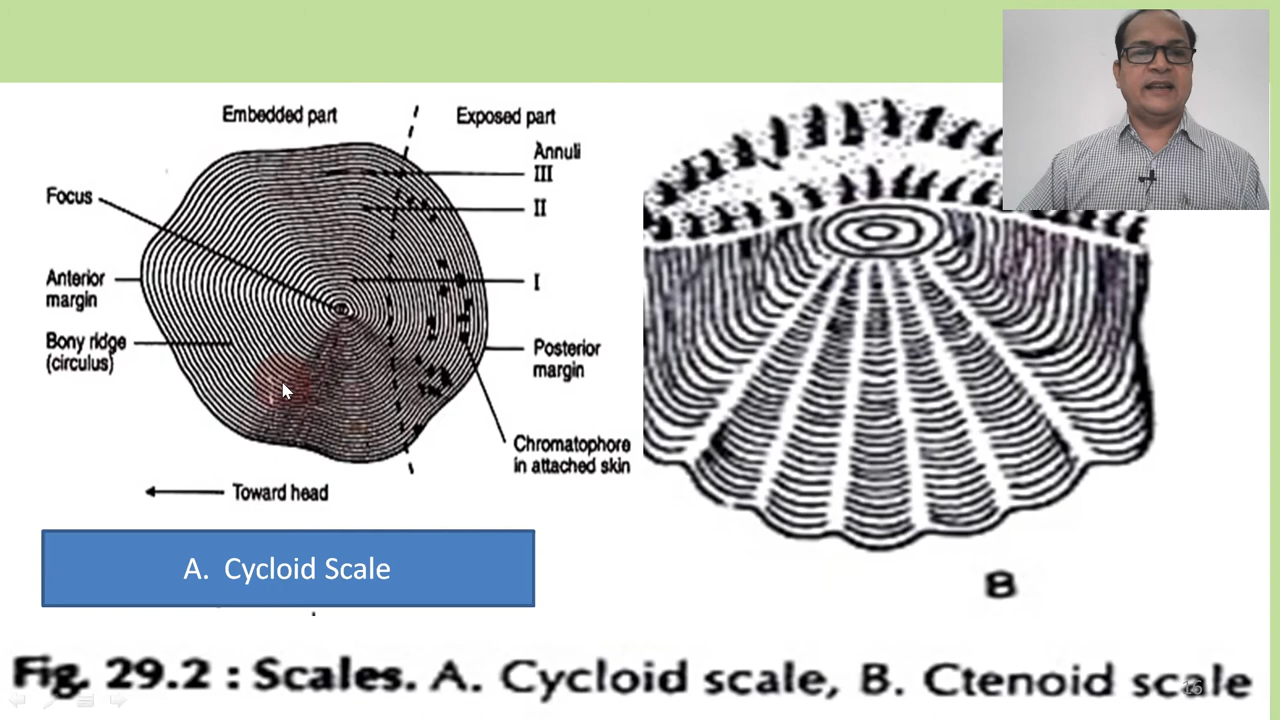 Embedded part
Exposed part
Annuli
III
II
I
Focus
Anterior
margin
Bony ridge
(circulus)
Posterior
margin
Chromatophore
in attached skin
Toward head
A. Cycloid Scale
B
Fig. 29.2 : Scales. A. Cycloid scale, B. Ctenoid scale
16